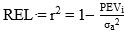 REL = r² = 1− PEVᵢ/σₐ²